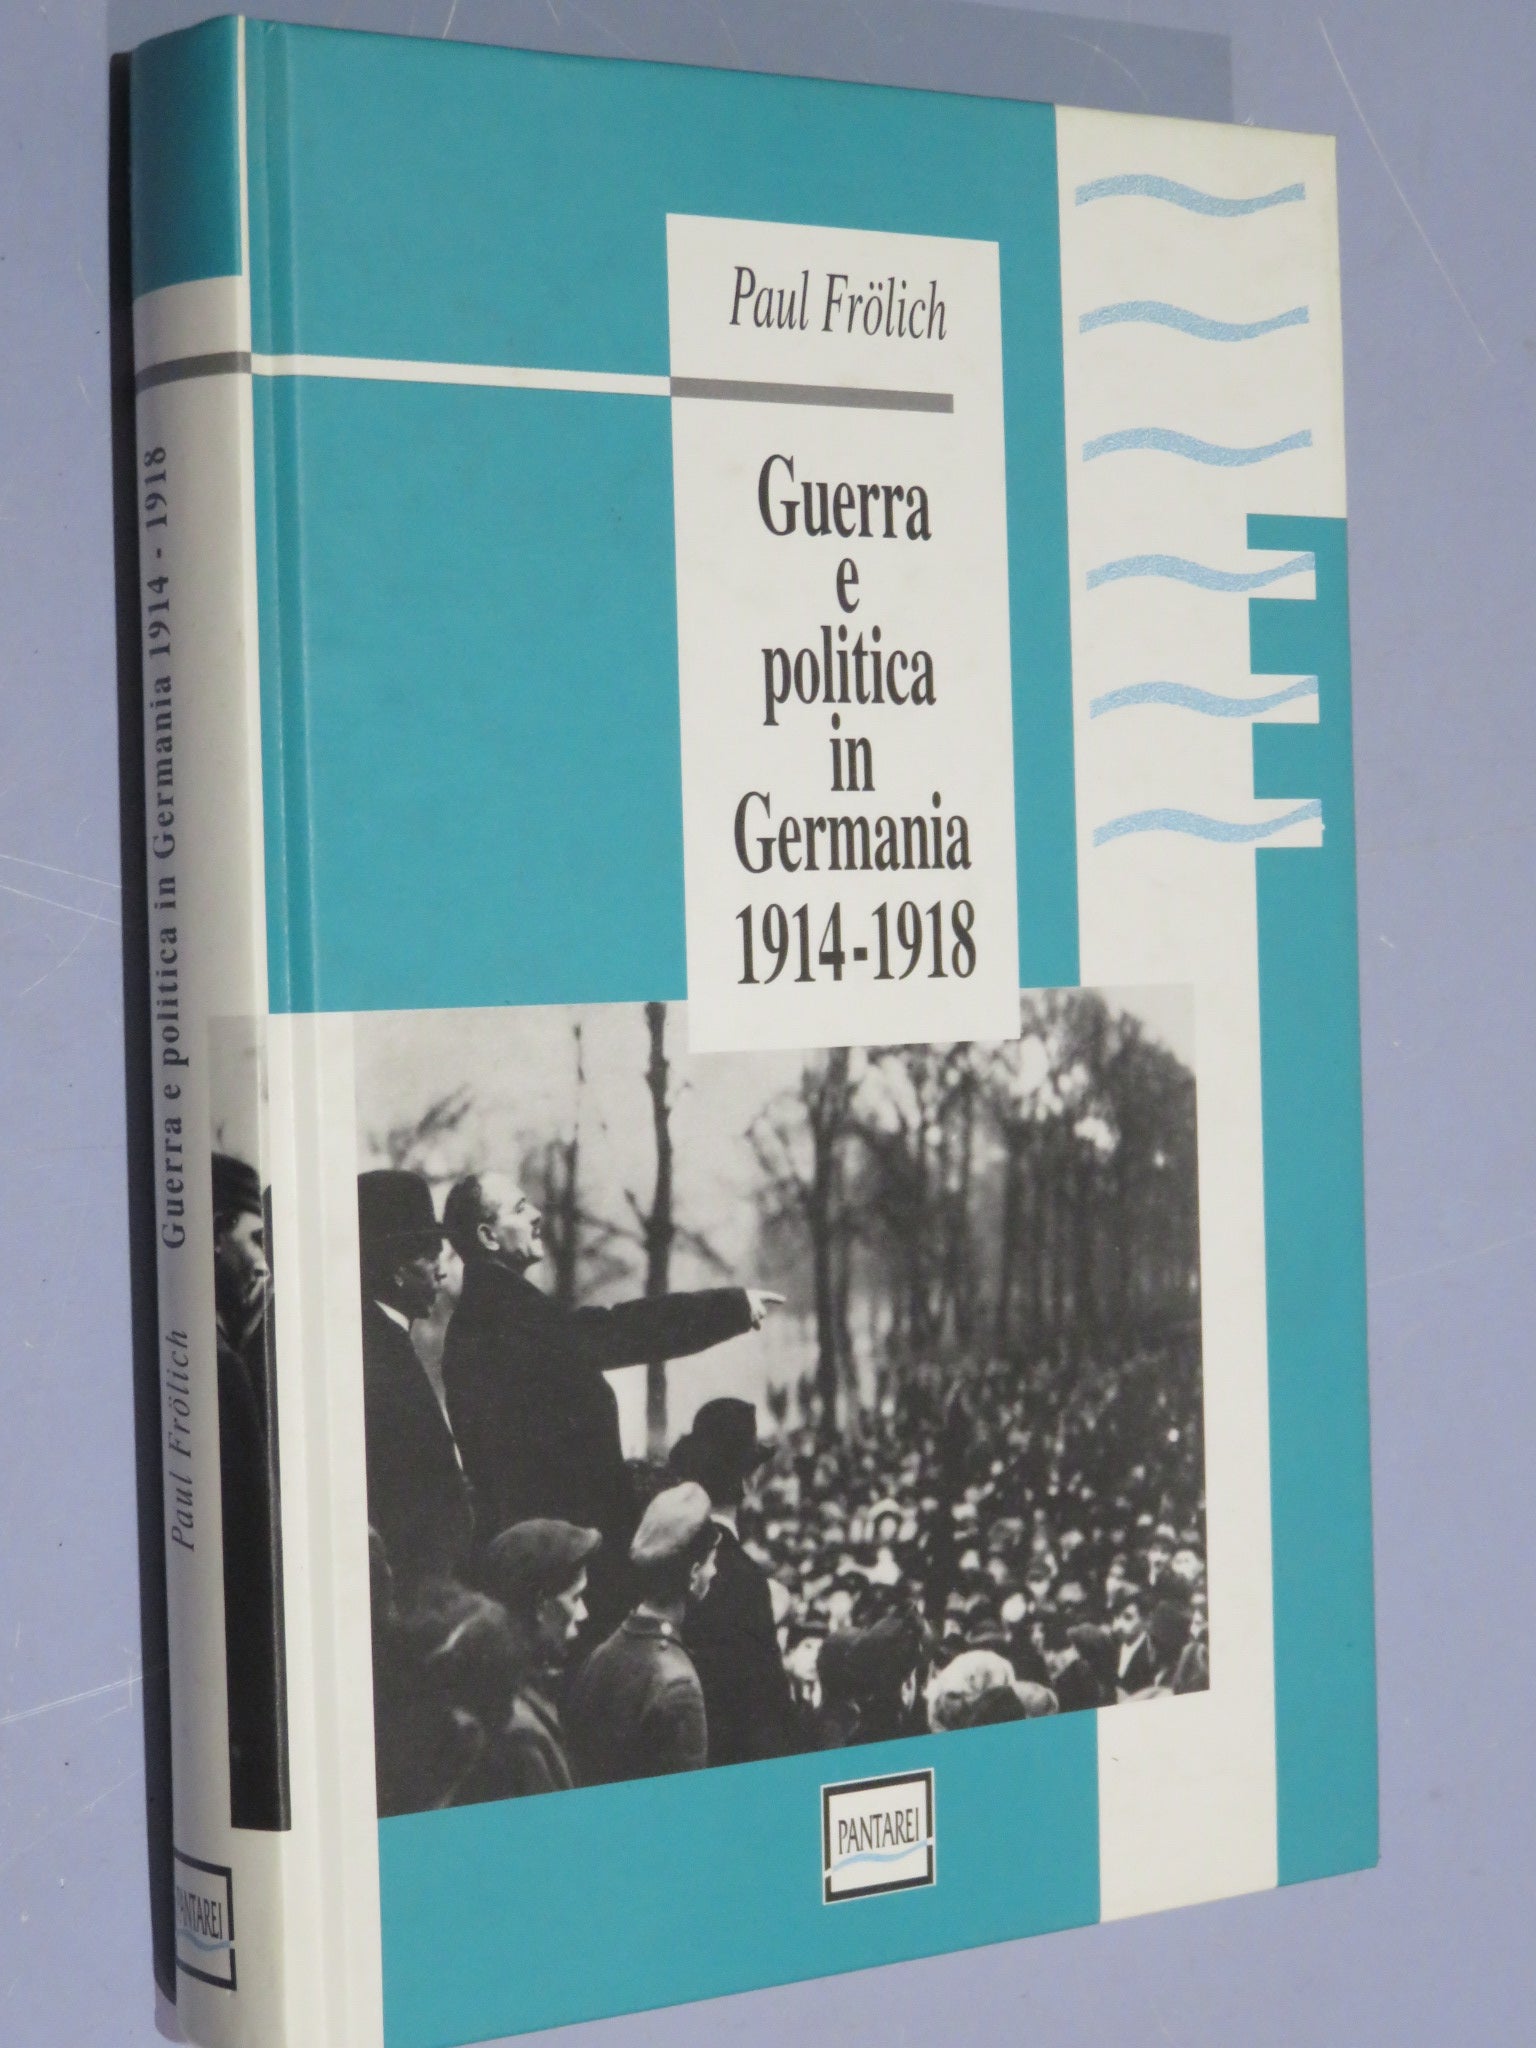 Paul Frölich
Guerra
e
politica
in
Germania
1914-1918
PANTAREI
Paul Frölich Guerra e politica in Germania 1914 - 1918
PANTAREI